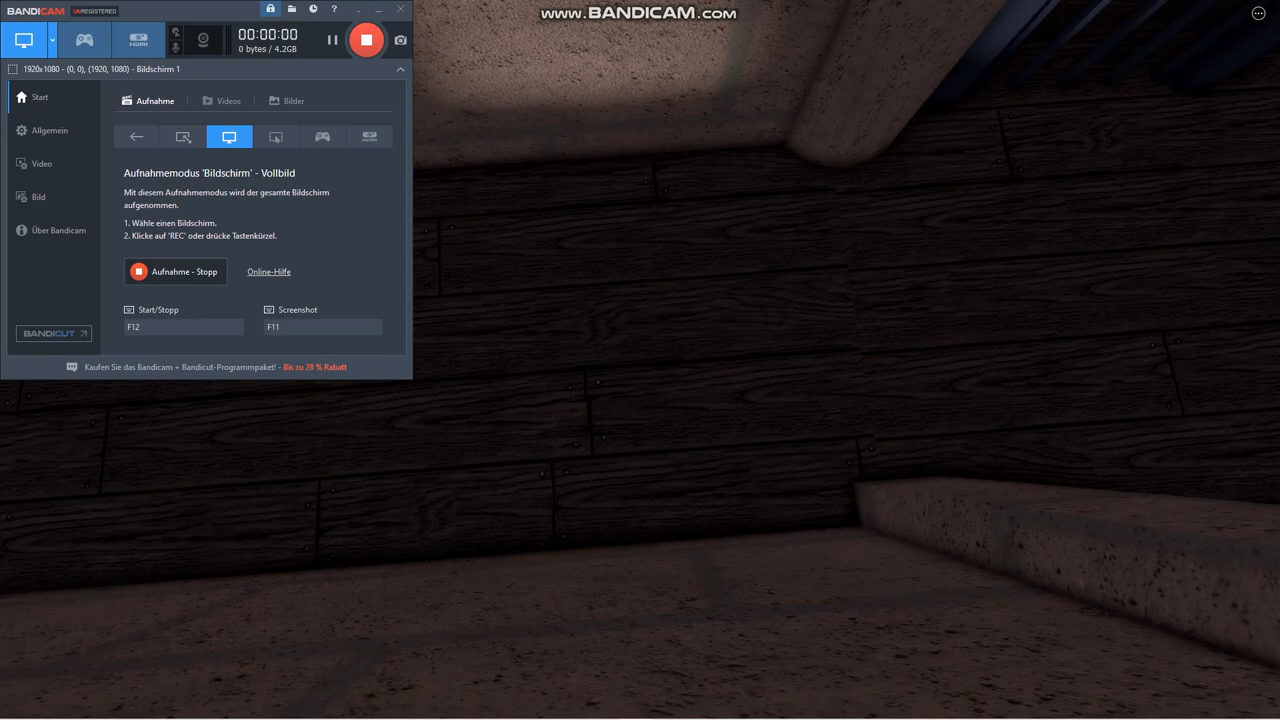 BANDICAM UNREGISTERED
www.BANDICAM.com
HDMI
00:00:00
0 bytes / 4.2GB
1920x1080 - (0, 0), (1920, 1080) - Bildschirm 1
Start
Allgemein
Video
Bild
Über Bandicam
BANDICUT
Aufnahme
Videos
Bilder
HDMI
Aufnahmemodus 'Bildschirm' - Vollbild
Mit diesem Aufnahmemodus wird der gesamte Bildschirm
aufgenommen.
1. Wähle einen Bildschirm.
2. Klicke auf 'REC' oder drücke Tastenkürzel.
Aufnahme - Stopp
Online-Hilfe
Start/Stopp
Screenshot
F12
F11
Kaufen Sie das Bandicam + Bandicut-Programmpaket! - Bis zu 28 % Rabatt